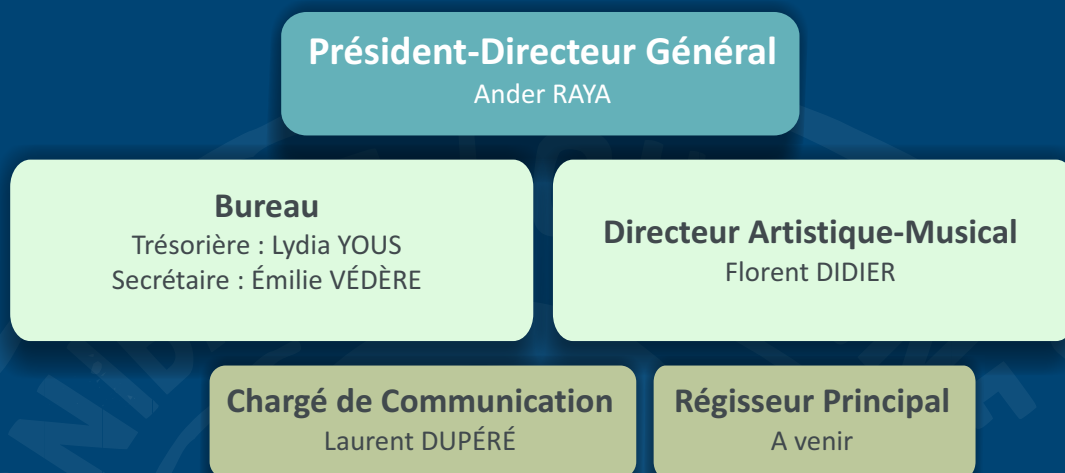 Président-Directeur Général
Ander RAYA
Bureau
Trésorière : Lydia YOUS
Secrétaire : Émilie VÉDÈRE
Directeur Artistique-Musical
Florent DIDIER
Chargé de Communication
Laurent DUPÉRÉ
Régisseur Principal
A venir